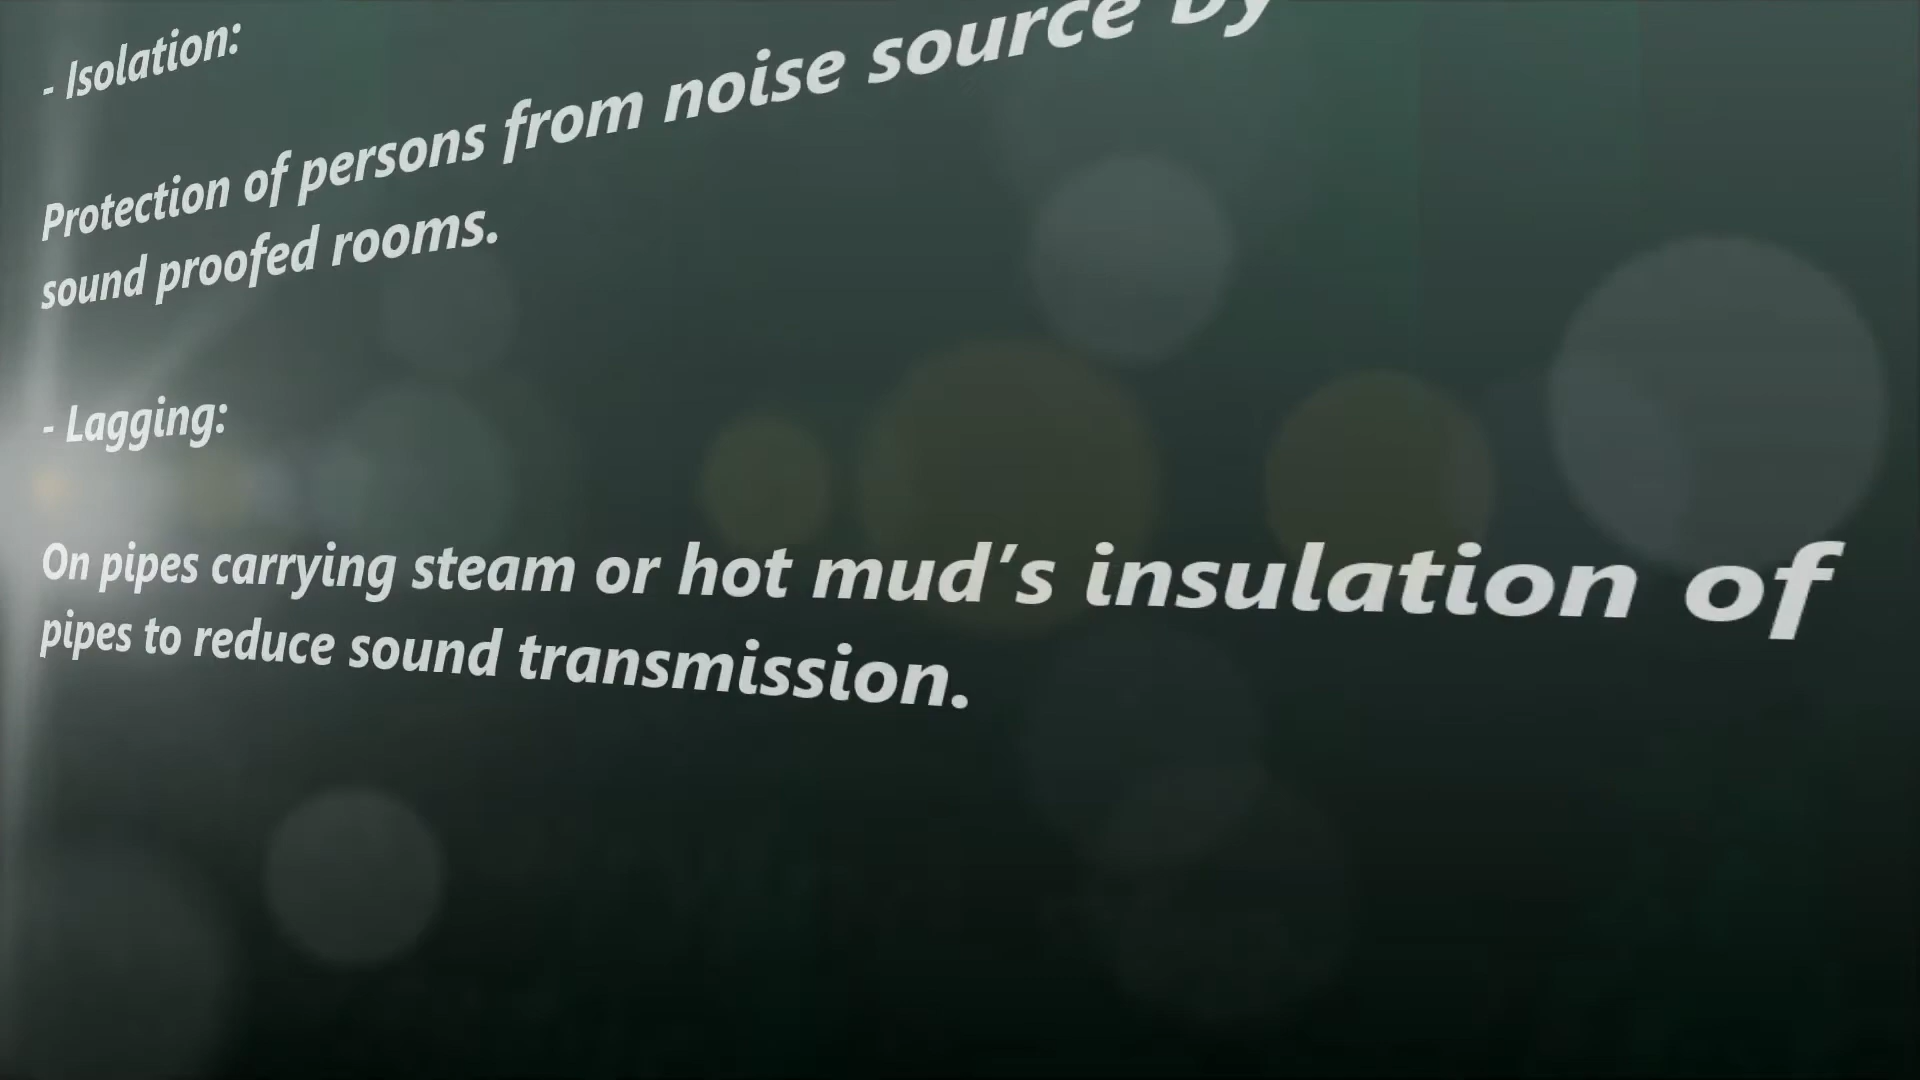 - Isolation:
Protection of persons from noise source by
sound proofed rooms.
- Lagging:
On pipes carrying steam or hot mud’s insulation of
pipes to reduce sound transmission.